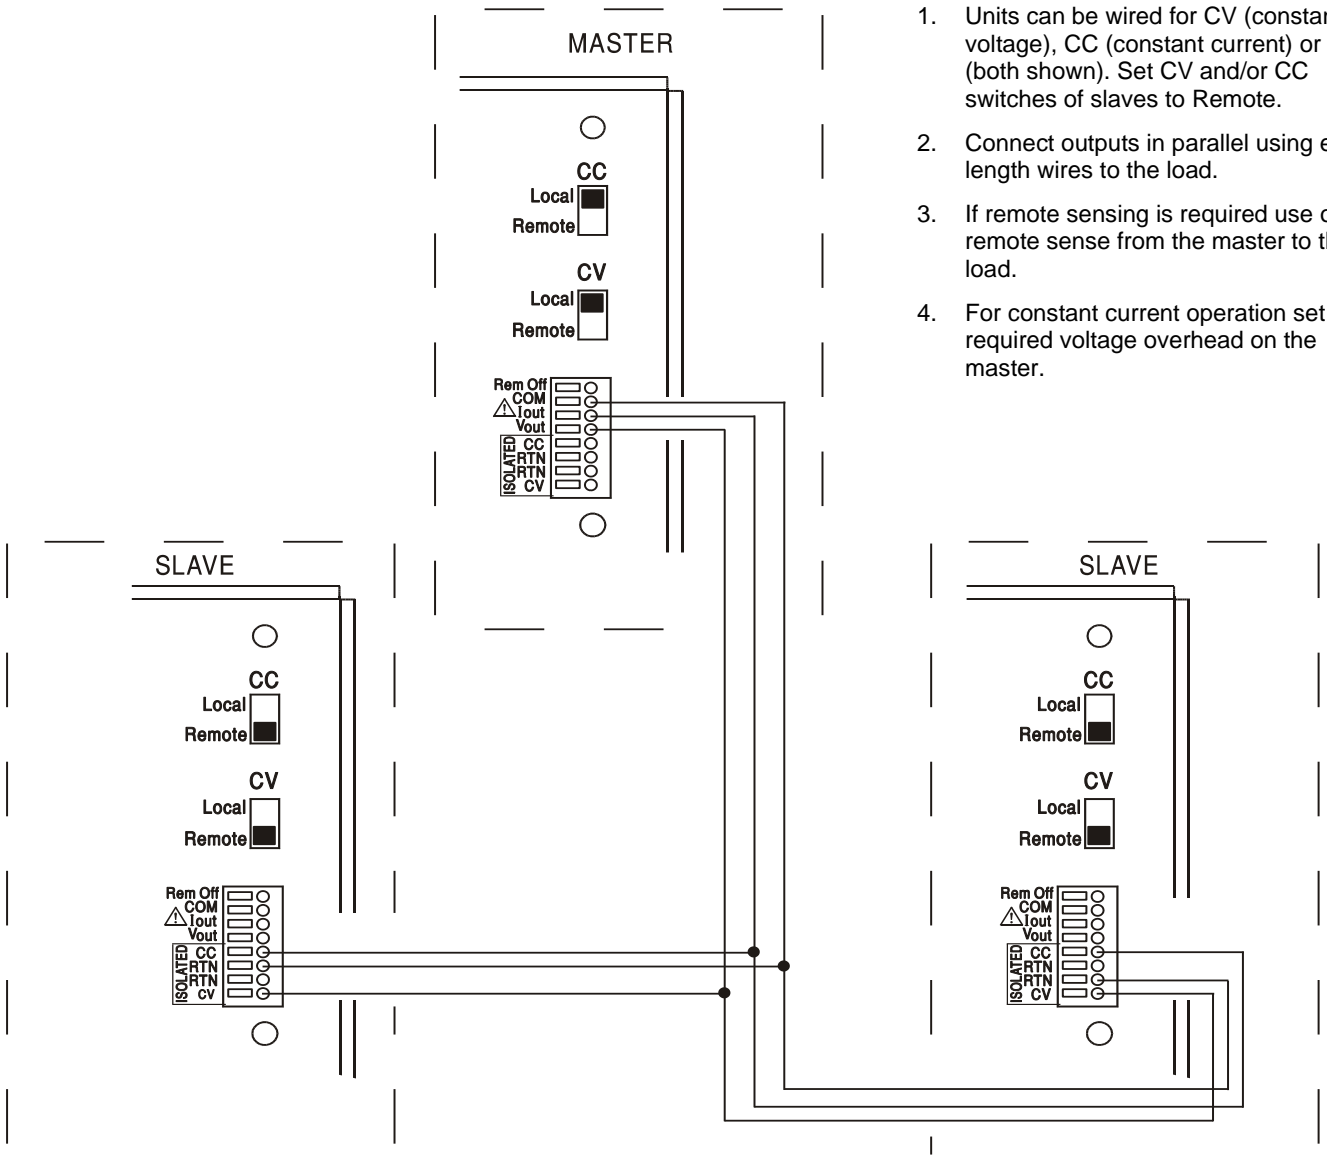 MASTER
CC
Local
Remote
CV
Local
Remote
Rem Off
COM
Iout
Vout
ISOLATED
CC
RTN
RTN
CV
1. Units can be wired for CV (constan
voltage), CC (constant current) or
(both shown). Set CV and/or CC
switches of slaves to Remote.
2. Connect outputs in parallel using e
length wires to the load.
3. If remote sensing is required use o
remote sense from the master to th
load.
4. For constant current operation set
required voltage overhead on the
master.
SLAVE
CC
Local
Remote
CV
Local
Remote
Rem Off
COM
Iout
Vout
ISOLATED
CC
RTN
RTN
CV
SLAVE
CC
Local
Remote
CV
Local
Remote
Rem Off
COM
Iout
Vout
ISOLATED
CC
RTN
RTN
CV